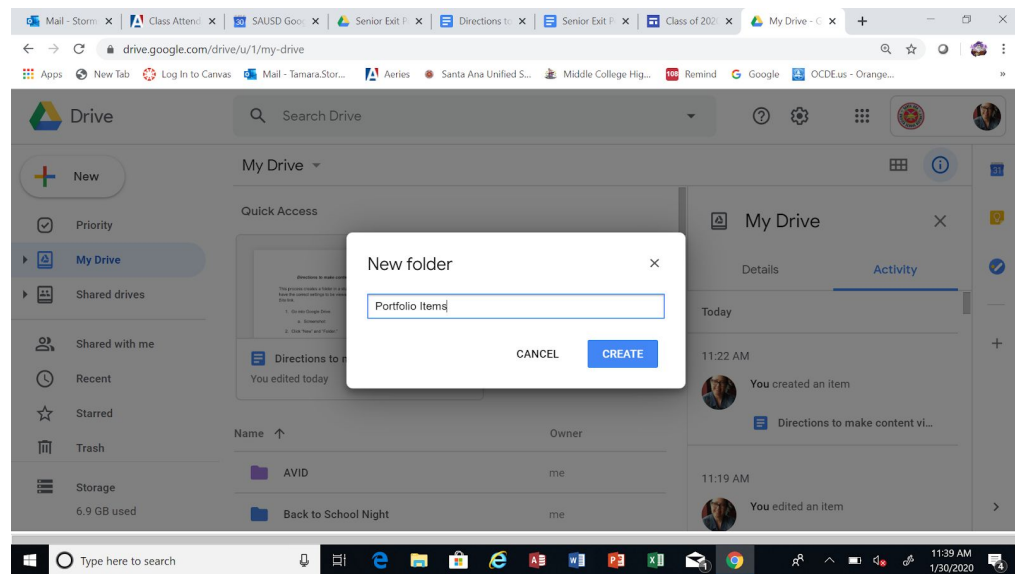 Mail - Storm
Class Attend
SAUSD Goo
Senior Exit P
Directions to
Senior Exit P
Class of 202
My Drive - G
drive.google.com/drive/u/1/my-drive
Apps
New Tab
Log In to Canvas
Mail - Tamara.Stor...
Aeries
Santa Ana Unified S...
Middle College Hig...
Remind
Google
OCDE.us - Orange...
»
Drive
Search Drive
New
My Drive
Priority
My Drive
Shared drives
Shared with me
Recent
Starred
Trash
Storage
6.9 GB used
Quick Access
Directions to m
You edited today
Name
Owner
AVID
me
Back to School Night
me
New folder
Portfolio Items
CANCEL
CREATE
My Drive
Details
Activity
Today
11:22 AM
You created an item
Directions to make content vi...
11:19 AM
You edited an item
Type here to search
11:39 AM
1/30/2020
4